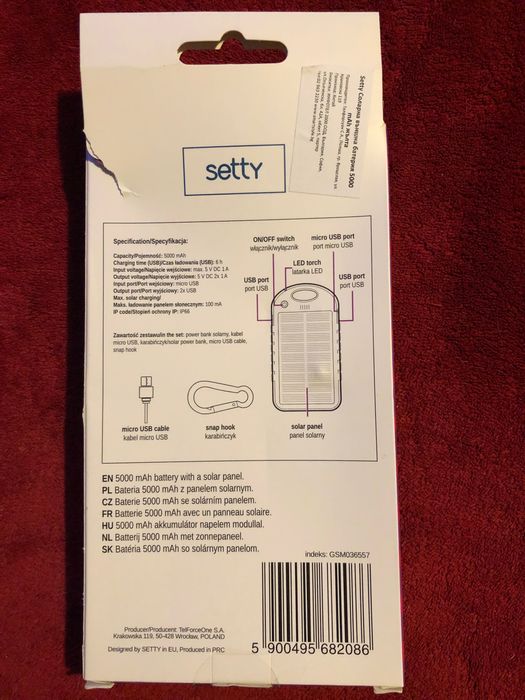 Setty Соларна външна батерия 5000
mAh жълта
setty
Specification/Specyfikacja:
Capacity/Pojemność: 5000 mAh
Charging time (USB)/Czas ładowania (USB): 6 h
Input voltage/Napięcie wejściowe: max. 5 V DC 1 A
Output voltage/Napięcie wyjściowe: 5 V DC 2x 1 A
Input port/Port wejściowy: micro USB
Output port/Port wyjściowy: 2x USB
Max. solar charging/
Maks. ładowanie panelem słonecznym: 100 mA
IP code/Stopień ochrony IP: IP66
Zawartość zestawu/in the set: power bank solarny, kabel
micro USB, karabińczyk/solar power bank, micro USB cable,
snap hook
ON/OFF switch
włącznik/wyłącznik
micro USB port
port micro USB
LED torch
latarka LED
USB port
port USB
USB port
port USB
micro USB cable
kabel micro USB
snap hook
karabińczyk
solar panel
panel solarny
EN 5000 mAh battery with a solar panel.
PL Bateria 5000 mAh z panelem solarnym.
CZ Baterie 5000 mAh se solárním panelem.
FR Batterie 5000 mAh avec un panneau solaire.
HU 5000 mAh akkumulátor napelem modullal.
NL Batterij 5000 mAh met zonnepaneel.
SK Batéria 5000 mAh so solárnym panelom.
indeks: GSM036557
Producer/Producent: TelForceOne S.A.
Krakowska 119, 50-428 Wrocław, POLAND
Designed by SETTY in EU, Produced in PRC
5 900495 682086